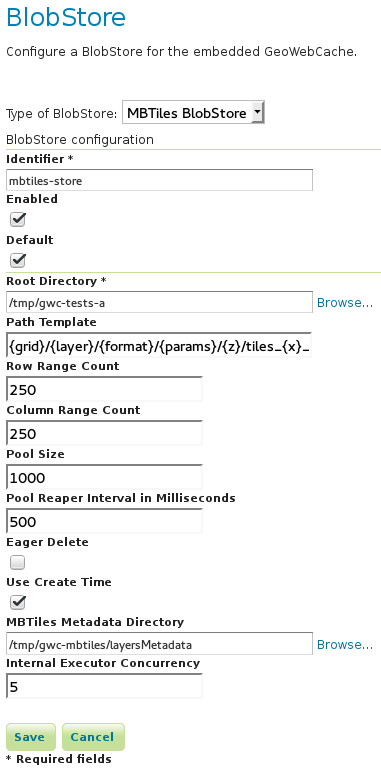 BlobStore
Configure a BlobStore for the embedded GeoWebCache.
Type of BlobStore: MBTiles BlobStore
BlobStore configuration
Identifier *
mbtiles-store
Enabled
Default
Root Directory *
/tmp/gwc-tests-a Browse...
Path Template
{grid}/{layer}/{format}/{params}/{z}/tiles_{x}_
Row Range Count
250
Column Range Count
250
Pool Size
1000
Pool Reaper Interval in Milliseconds
500
Eager Delete
Use Create Time
MBTiles Metadata Directory
/tmp/gwc-mbtiles/layersMetadata Browse...
Internal Executor Concurrency
5
Save Cancel
* Required fields